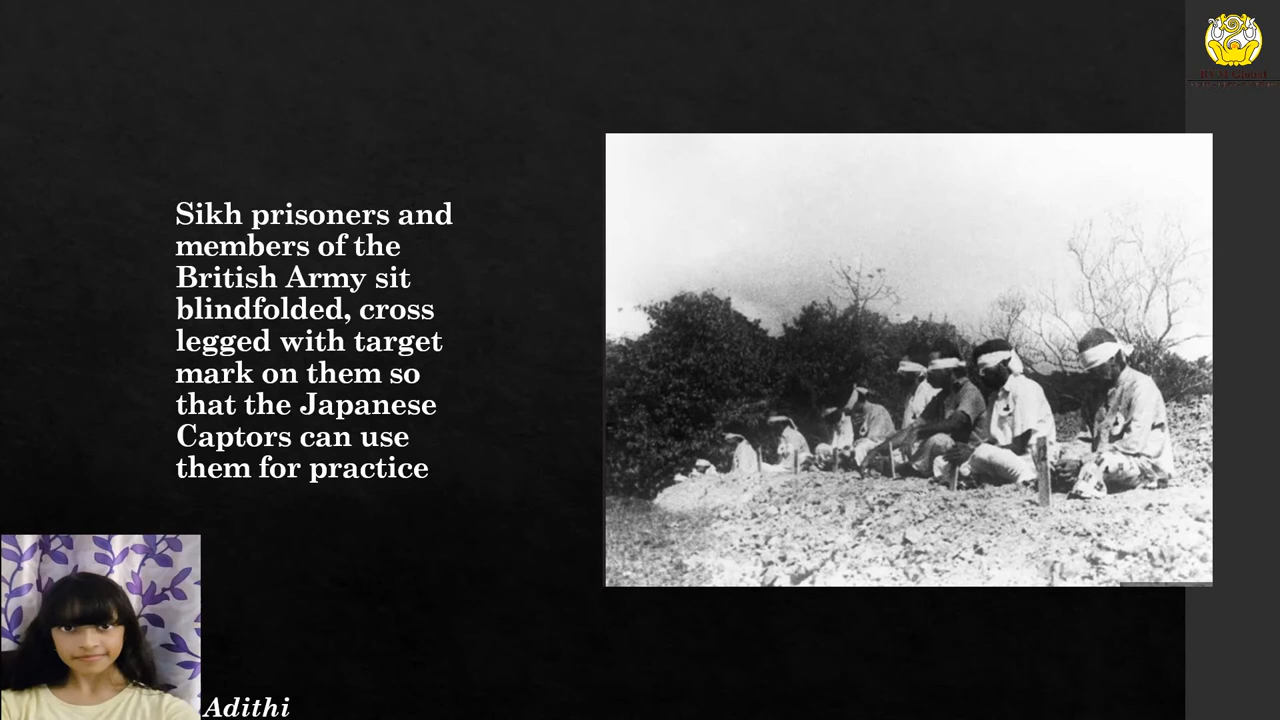 Sikh prisoners and
members of the
British Army sit
blindfolded, cross
legged with target
mark on them so
that the Japanese
Captors can use
them for practice
Adithi